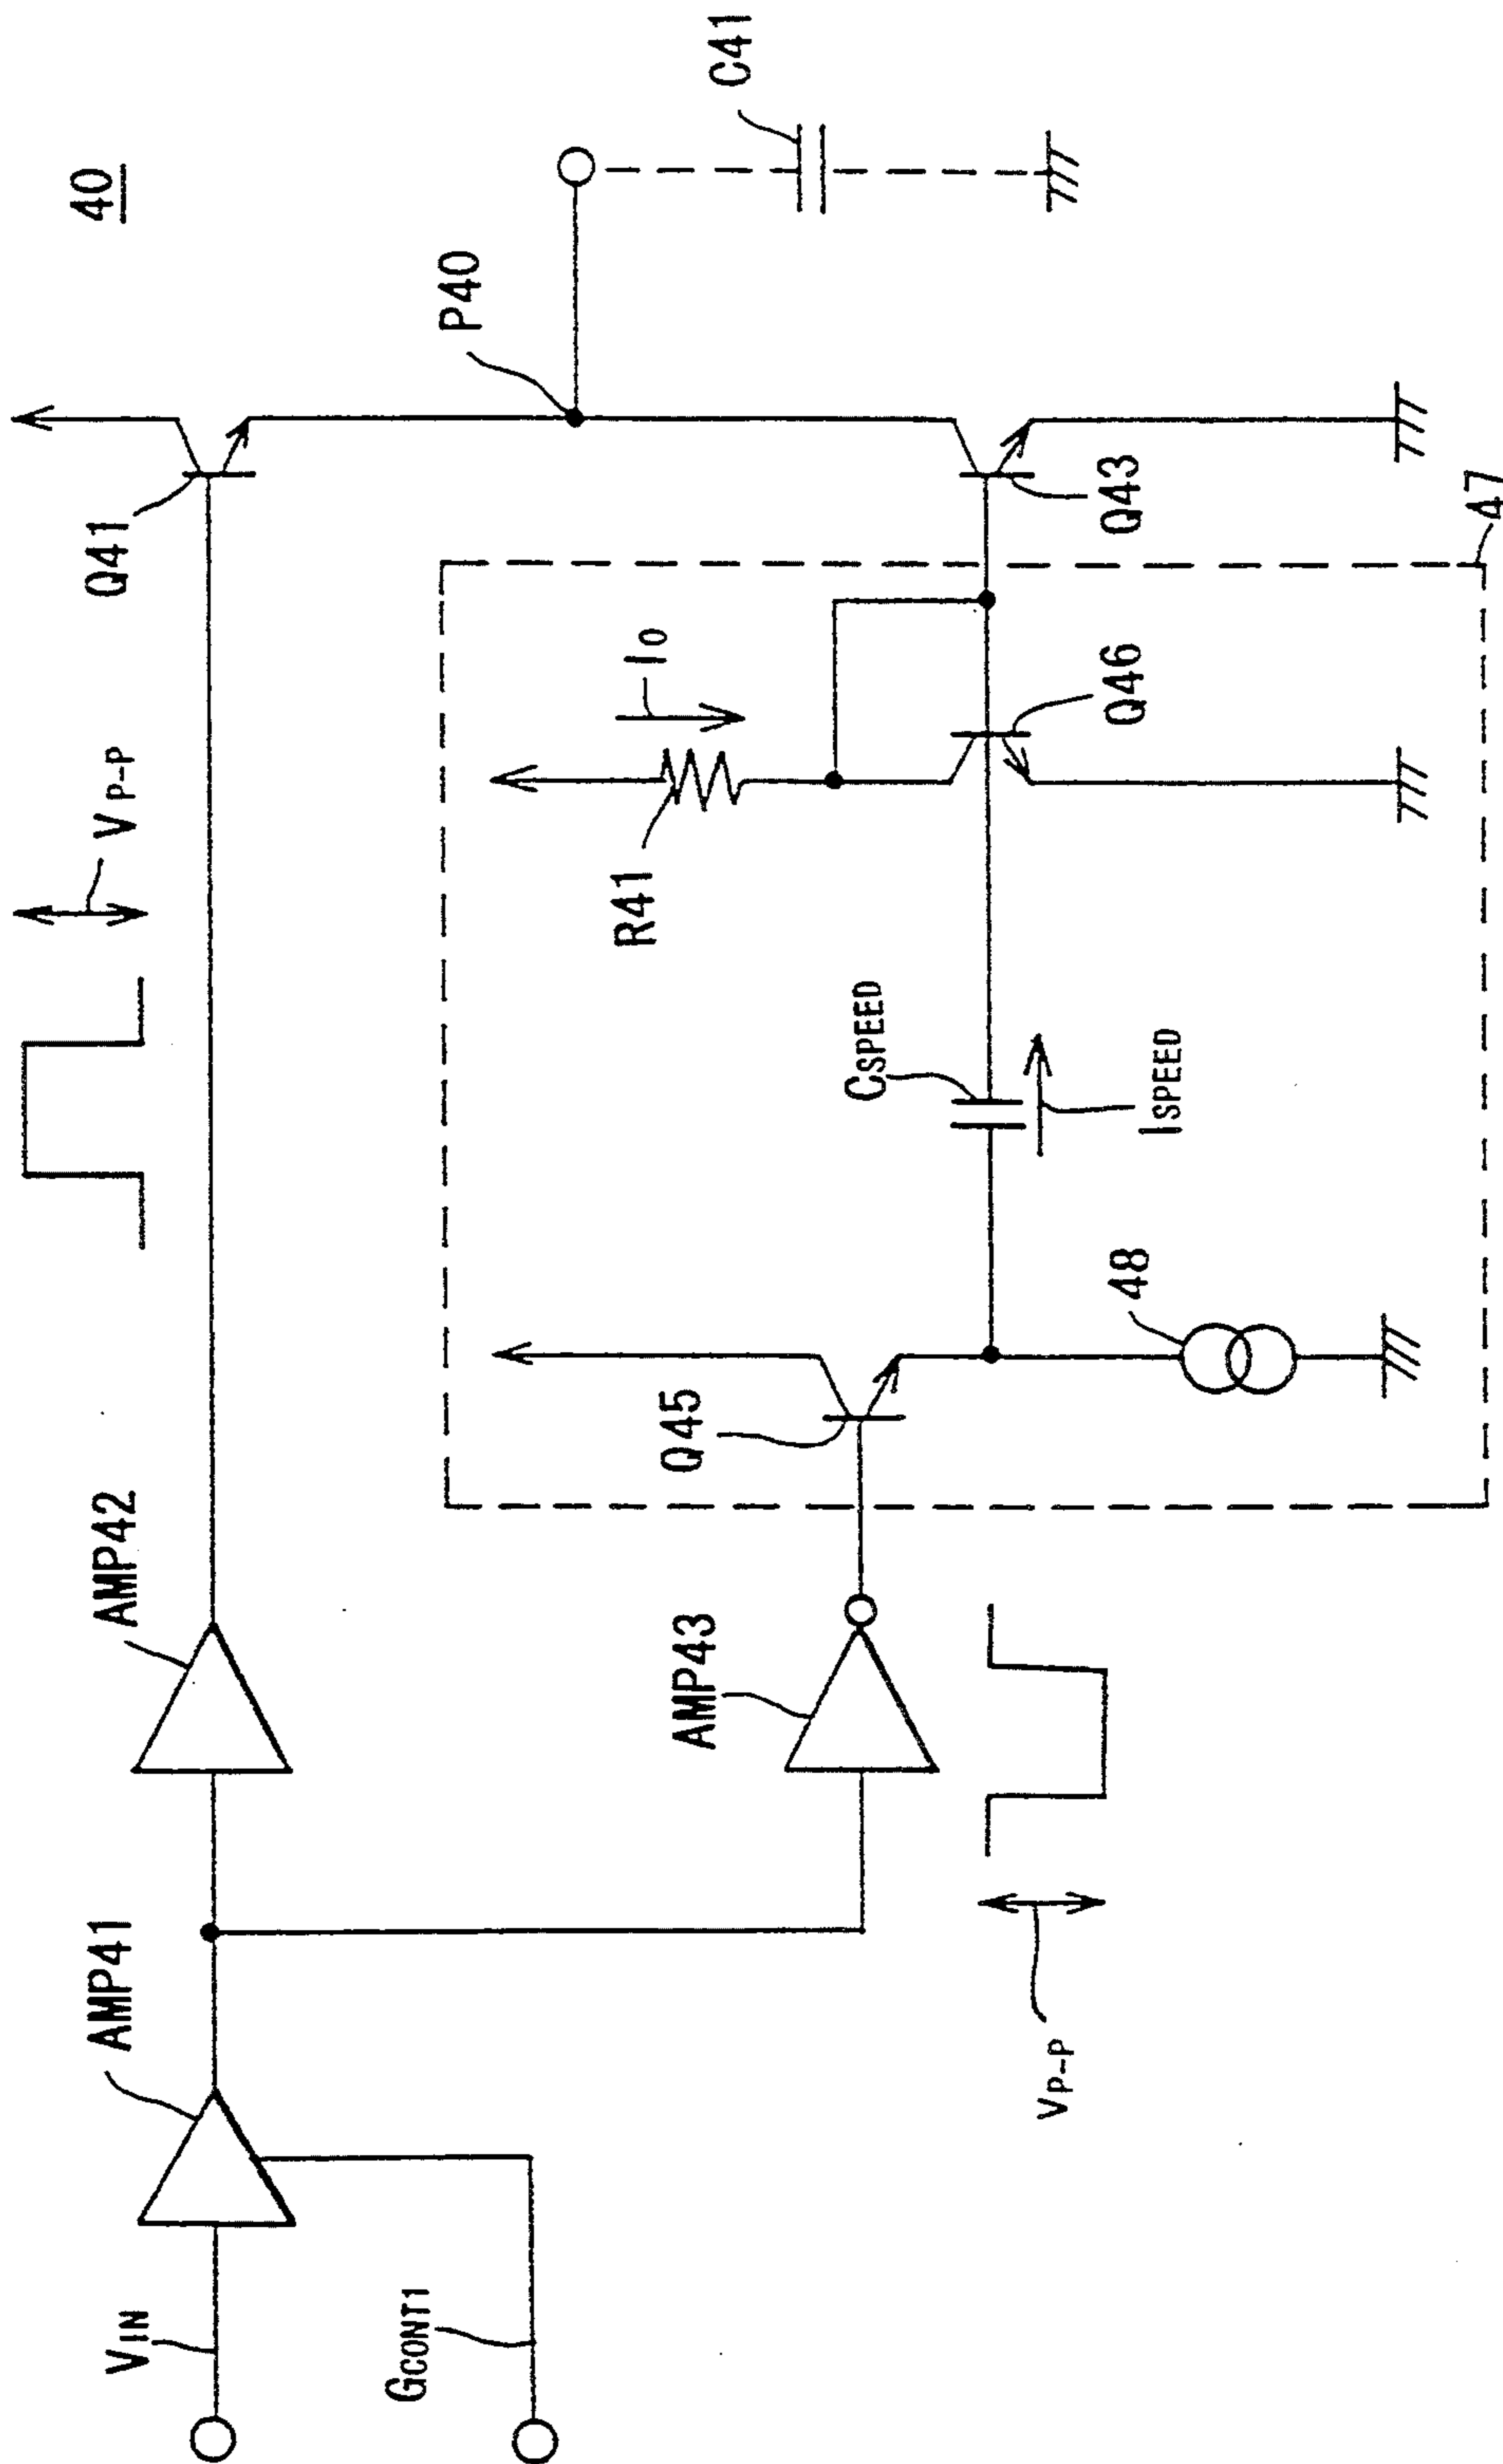 40
Q41
VP-P
P40
C41
AMP42
AMP41
VIN
GCONT1
AMP43
VP-P
Q45
48
CSPEED
ISPEED
R41
I0
Q46
Q43
47